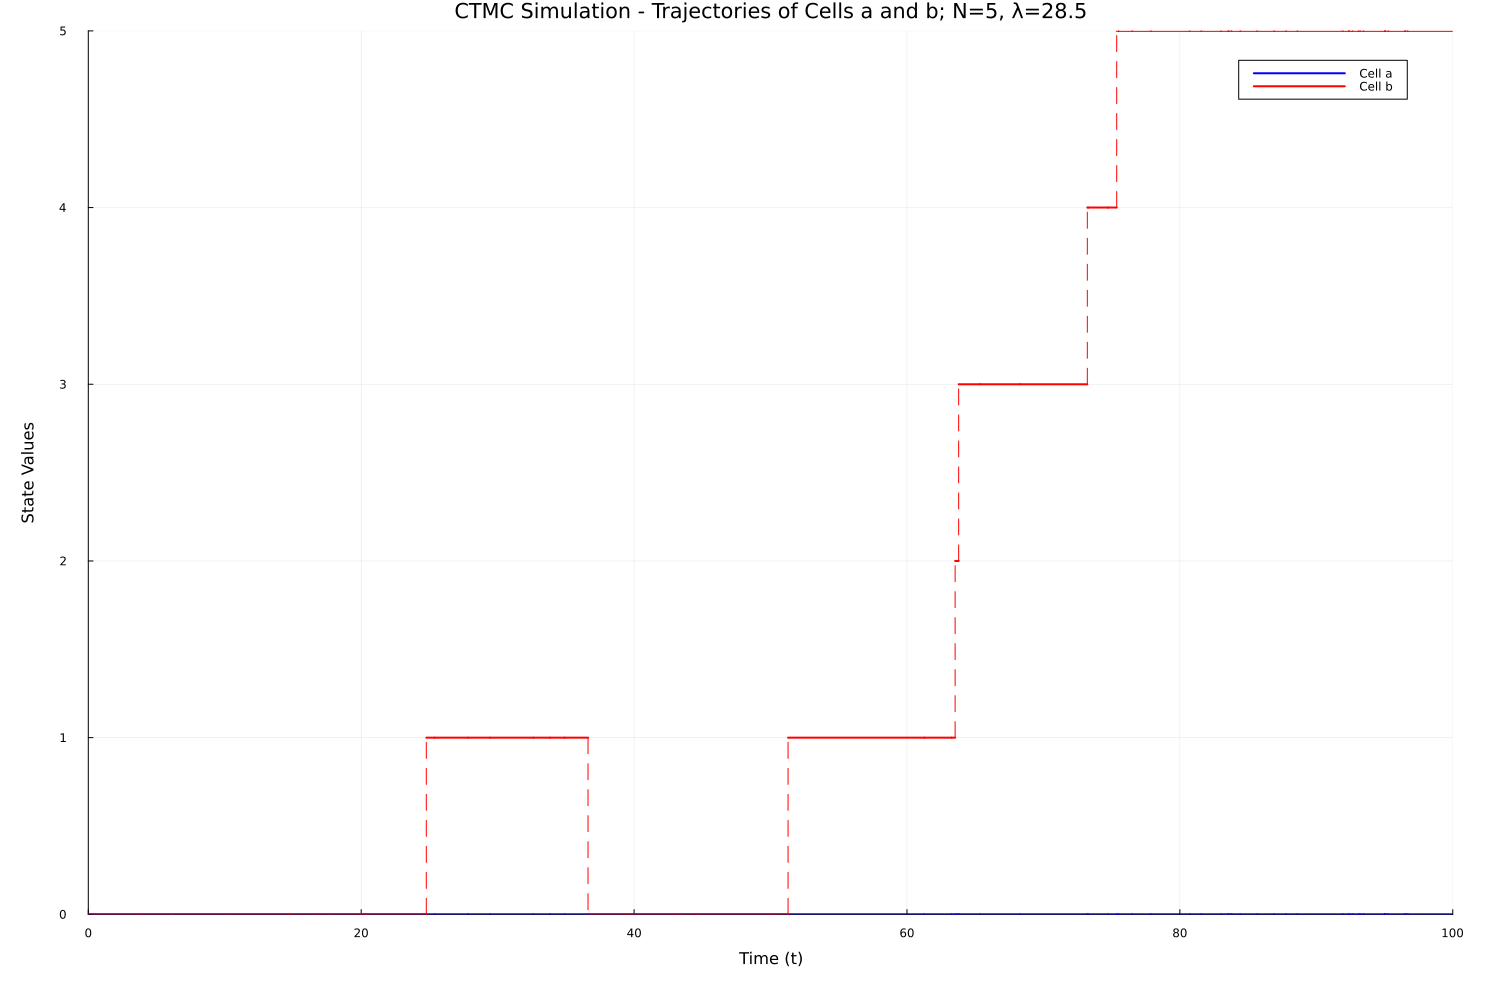 CTMC Simulation - Trajectories of Cells a and b; N=5, λ=28.5
5
Cell a
Cell b
4
3
State Values
2
1
0
0 20 40 60 80 100
Time (t)